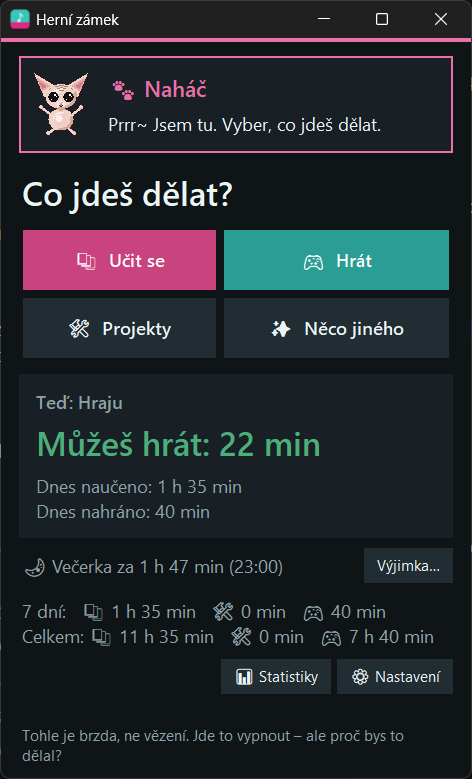 Herní zámek
Naháč
Prrr~ Jsem tu. Vyber, co jdeš dělat.
Co jdeš dělat?
Učit se
Hrát
Projekty
Něco jiného
Teď: Hraju
Můžeš hrát: 22 min
Dnes naučeno: 1 h 35 min
Dnes nahráno: 40 min
Večerka za 1 h 47 min (23:00)
Výjimka...
7 dní: 1 h 35 min 0 min 40 min
Celkem: 11 h 35 min 0 min 7 h 40 min
Statistiky
Nastavení
Tohle je brzda, ne vězení. Jde to vypnout – ale proč bys to
dělal?